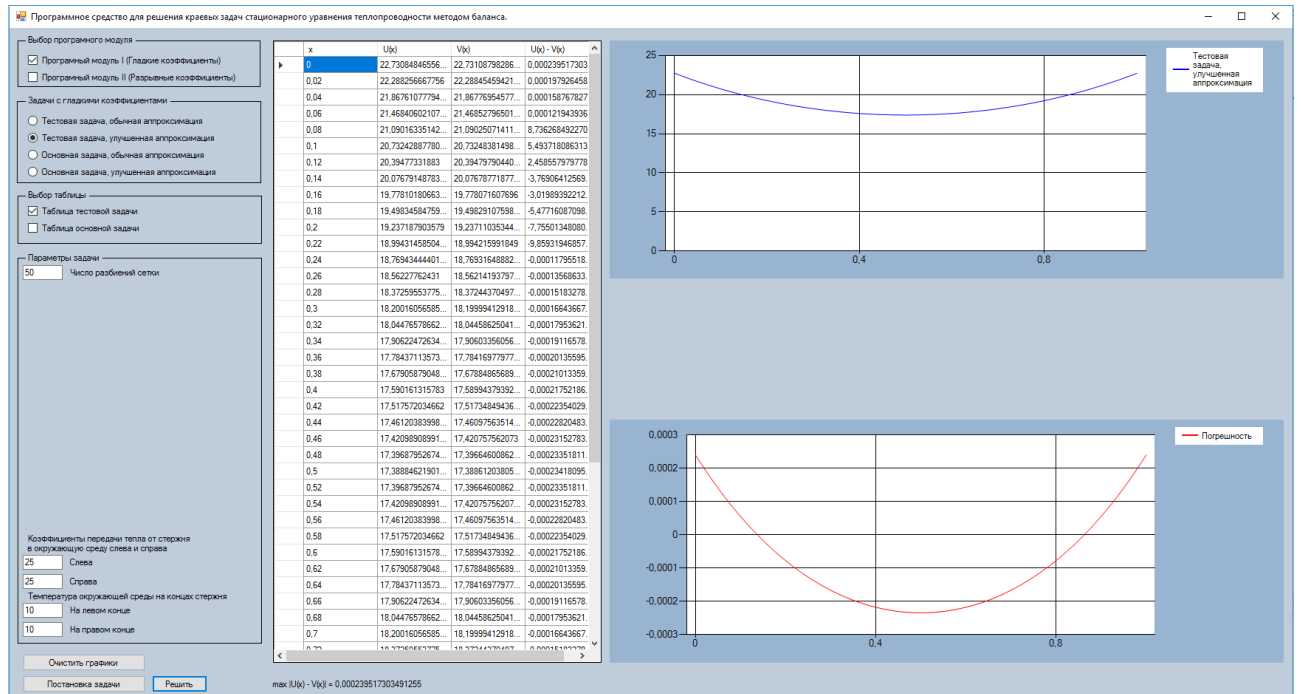 Программное средство для решения краевых задач стационарного уравнения теплопроводности методом баланса.
Выбор програмного модуля
Програмный модуль I (Гладкие коэффициенты)
Програмный модуль II (Разрывные коэффициенты)
Задачи с гладкими коэффициентами
Тестовая задача, обычная аппроксимация
Тестовая задача, улучшенная аппроксимация
Основная задача, обычная аппроксимация
Основная задача, улучшенная аппроксимация
Выбор таблицы
Таблица тестовой задачи
Таблица основной задачи
Параметры задачи
50 Число разбиений сетки
Коэффициенты передачи тепла от стержня
в окружающую среду слева и справа
25 Слева
25 Справа
Температура окружающей среды на концах стержня
10 На левом конце
10 На правом конце
Очистить графики
Постановка задачи Решить
x U(x) V(x) U(x) - V(x)
0 22,73084846556... 22,73108798286... 0,000239517303
0,02 22,288256667756 22,28845459421... 0,000197926458
0,04 21,86761077794... 21,86776954577... 0,000158767827
0,06 21,46840602107... 21,46852796501... 0,000121943936
0,08 21,09016335142... 21,09025071411... 8,736268492270
0,1 20,73242887780... 20,73248381498... 5,493718086313
0,12 20,39477331883 20,39479790440... 2,458557979778
0,14 20,07679148783... 20,07678771877... -3,76906412569.
0,16 19,77810180663... 19,778071607696 -3,01989392212.
0,18 19,49834584759... 19,49829107598... -5,47716087098.
0,2 19,237187903579 19,23711035344... -7,75501348080.
0,22 18,99431458504... 18,994215991849 -9,85931946857.
0,24 18,76943444401... 18,76931648882... -0,00011795518.
0,26 18,56227762431 18,56214193797... -0,00013568633.
0,28 18,37259553775... 18,37244370497... -0,00015183278.
0,3 18,20016056585... 18,19999412918... -0,00016643667.
0,32 18,04476578662... 18,04458625041... -0,00017953621.
0,34 17,90622472634... 17,90603356056... -0,00019116578.
0,36 17,78437113573... 17,78416977977... -0,00020135595.
0,38 17,67905879048... 17,67884865689... -0,00021013359.
0,4 17,590161315783 17,58994379392... -0,00021752186.
0,42 17,517572034662 17,51734849436... -0,00022354029.
0,44 17,46120383998... 17,46097563514... -0,00022820483.
0,46 17,42098908991... 17,420757562073 -0,00023152783.
0,48 17,39687952674... 17,39664600862... -0,00023351811.
0,5 17,38884621901... 17,38861203805... -0,00023418095.
0,52 17,39687952674... 17,39664600862... -0,00023351811.
0,54 17,42098908991... 17,42075756207... -0,00023152783.
0,56 17,46120383998... 17,46097563514... -0,00022820483.
0,58 17,517572034662 17,51734849436... -0,00022354029.
0,6 17,59016131578... 17,58994379392... -0,00021752186.
0,62 17,67905879048... 17,67884865689... -0,00021013359.
0,64 17,78437113573... 17,78416977977... -0,00020135595.
0,66 17,90622472634... 17,90603356056... -0,00019116578.
0,68 18,04476578662... 18,04458625041... -0,00017953621.
0,7 18,20016056585... 18,19999412918... -0,00016643667.
max |U(x) - V(x)| = 0,000239517303491255
25
20
15
10
5
0
0 0,4 0,8
Тестовая
задача,
улучшенная
аппроксимация
0,0003
0,0002
0,0001
0
-0,0001
-0,0002
-0,0003
0 0,4 0,8
Погрешность